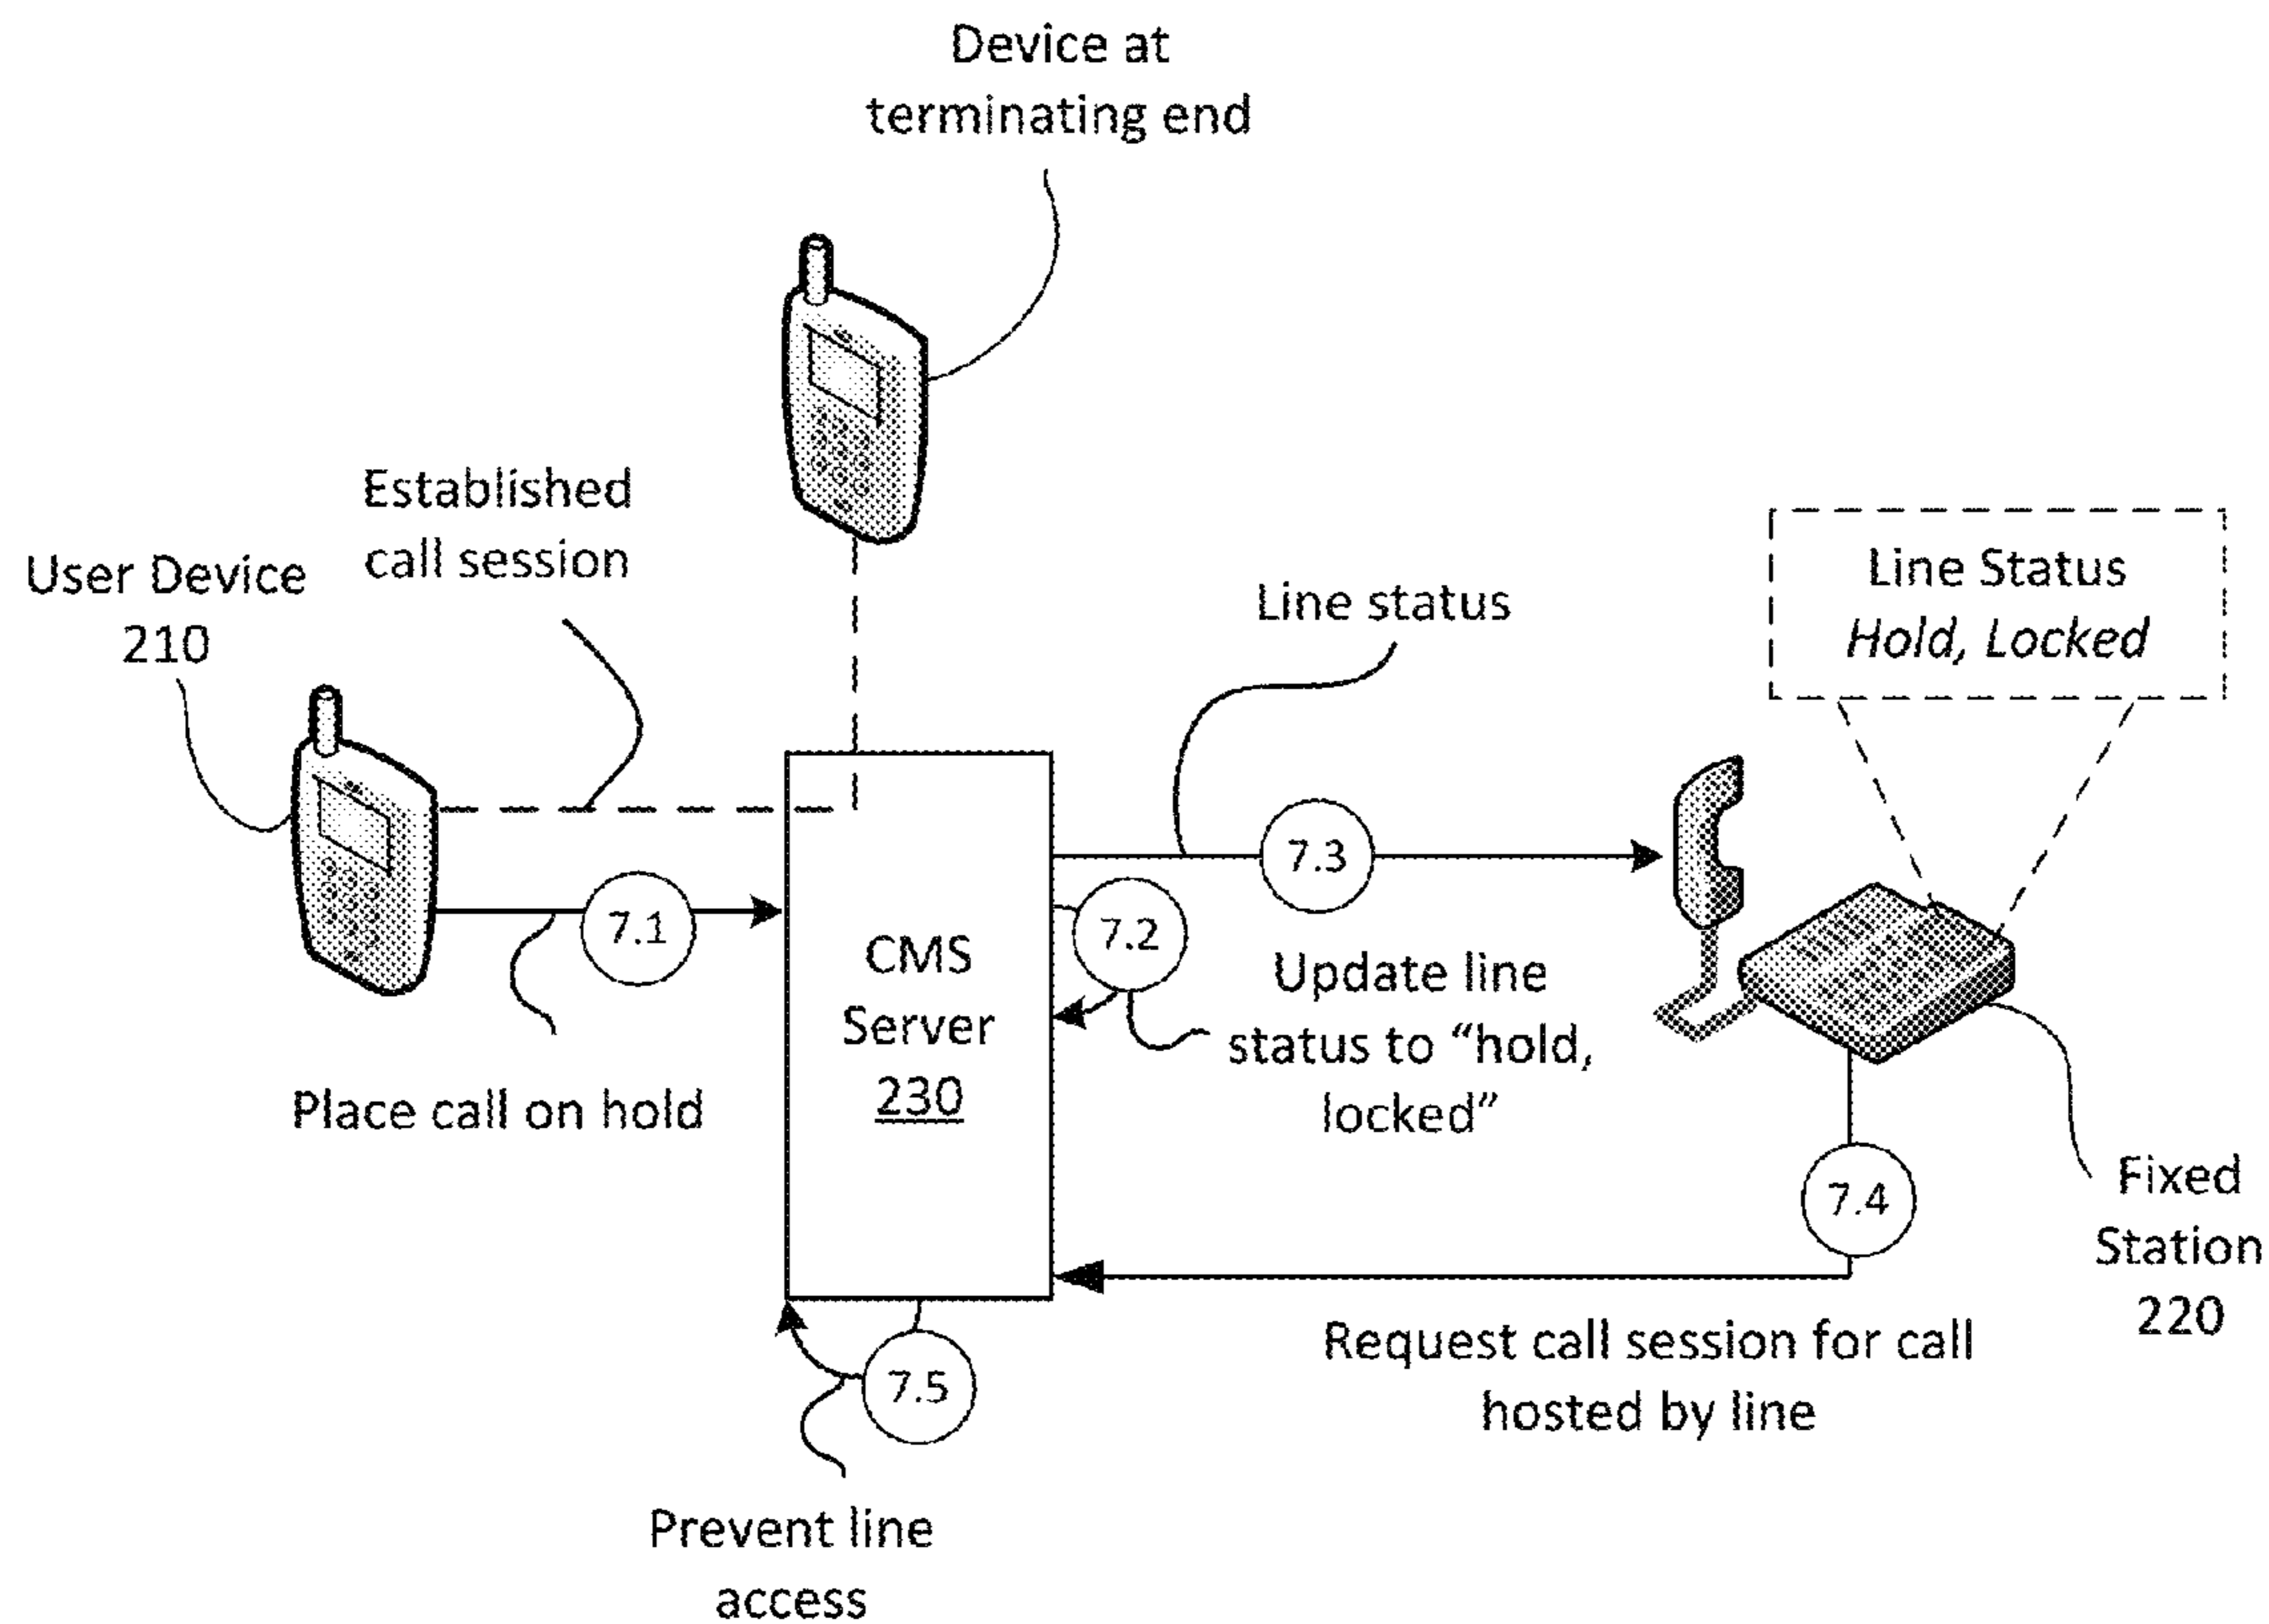 Device at
terminating end
Established
call session
User Device
210
Line status
Line Status
Hold, Locked
7.3
7.1
7.2
CMS
Server
230
Update line
status to “hold,
locked”
Place call on hold
7.4
Fixed
Station
220
Request call session for call
hosted by line
7.5
Prevent line
access